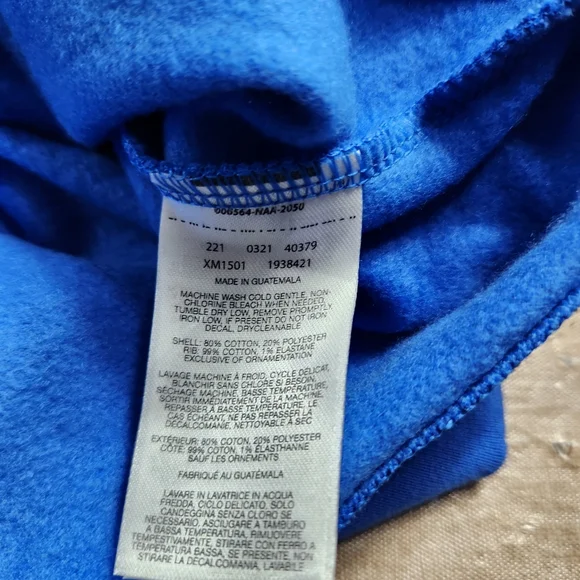 000564-NAA-2050
221 0321 40379
XM1501 1938421
MADE IN GUATEMALA
MACHINE WASH COLD GENTLE, NON-
CHLORINE BLEACH WHEN NEEDED,
TUMBLE DRY LOW, REMOVE PROMPTLY,
IRON LOW, IF PRESENT DO NOT IRON
DECAL, DRYCLEANABLE
SHELL: 80% COTTON, 20% POLYESTER
RIB: 99% COTTON, 1% ELASTANE
EXCLUSIVE OF ORNAMENTATION
LAVAGE MACHINE À FROID, CYCLE DÉLICAT,
BLANCHIR SANS CHLORE SI BESOIN,
SÉCHAGE MACHINE, BASSE TEMPÉRATURE,
SORTIR IMMÉDIATEMENT DE LA MACHINE,
REPASSER À BASSE TEMPÉRATURE, LE
CAS ÉCHÉANT, NE PAS REPASSER LA
DÉCALCOMANIE, NETTOYABLE À SEC
EXTÉRIEUR: 80% COTON, 20% POLYESTER
CÔTE: 99% COTON, 1% ÉLASTHANNE
SAUF LES ORNEMENTS
FABRIQUÉ AU GUATÉMALA
LAVARE IN LAVATRICE IN ACQUA
FREDDA, CICLO DELICATO, SOLO
CANDEGGINA SENZA CLORO SE
NECESSARIO, ASCIUGARE A TAMBURO
A BASSA TEMPERATURA, RIMUOVERE
TEMPESTIVAMENTE, STIRARE CON FERRO A
TEMPERATURA BASSA, SE PRESENTE, NON
STIRARE LA DECALCOMANIA, LAVABILE